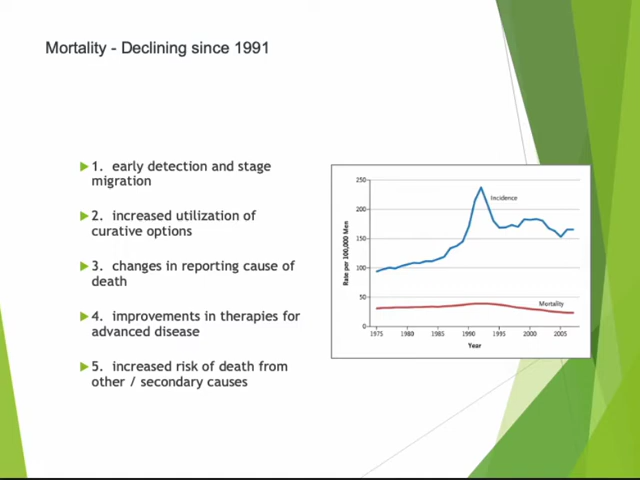 Mortality - Declining since 1991
1. early detection and stage
migration
2. increased utilization of
curative options
3. changes in reporting cause of
death
4. improvements in therapies for
advanced disease
5. increased risk of death from
other / secondary causes
Rate per 100,000 Men
250
200
150
100
50
0
Incidence
Mortality
1975 1980 1985 1990 1995 2000 2005
Year